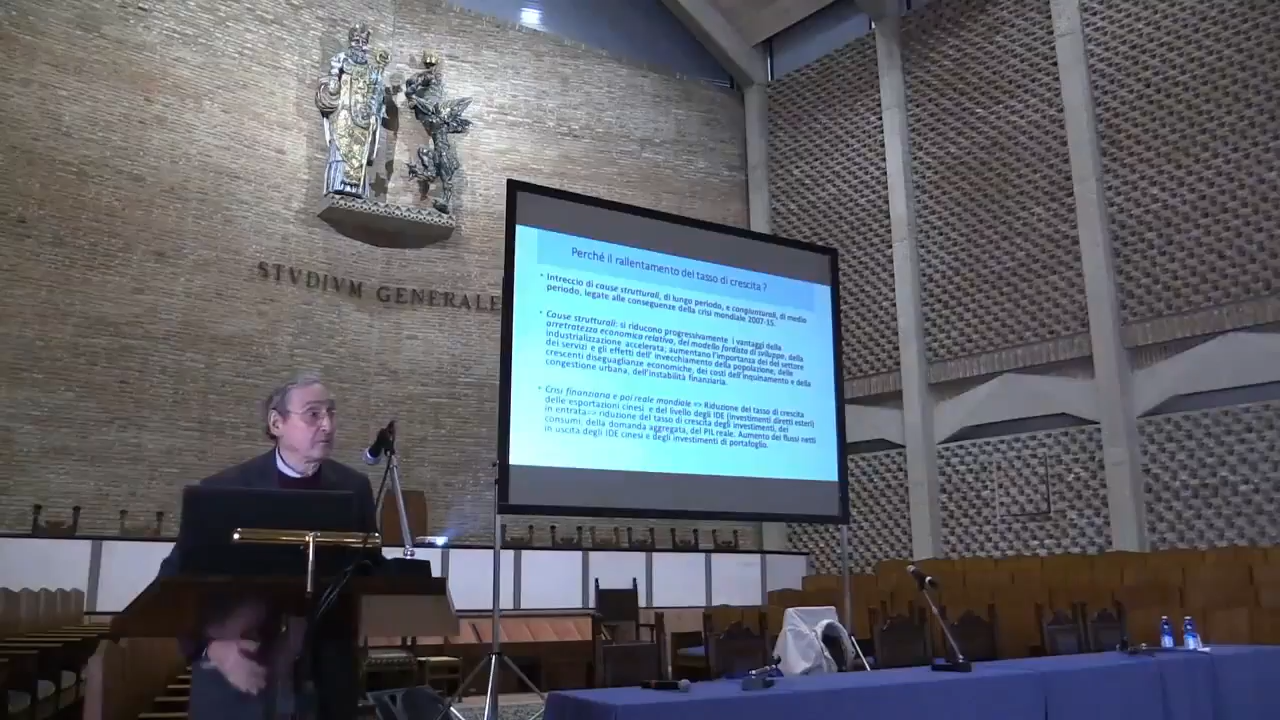 STVDIVM GENERALE
Perché il rallentamento del tasso di crescita ?
• Intreccio di cause strutturali, di lungo periodo, e congiunturali, di medio
periodo, legate alle conseguenze della crisi mondiale 2007-15.
• Cause strutturali: si riducono progressivamente i vantaggi della
arretratezza economica relativa, del modello fordista di sviluppo, della
industrializzazione accelerata; aumentano l'importanza dei del settore
dei servizi e gli effetti dell' invecchiamento della popolazione, delle
crescenti diseguaglianze economiche, dei costi dell'inquinamento e della
congestione urbana, dell'instabilità finanziaria.
• Crisi finanziaria e poi reale mondiale => Riduzione del tasso di crescita
delle esportazioni cinesi e del livello degli IDE (investimenti diretti esteri)
in entrata=> riduzione del tasso di crescita degli investimenti, dei
consumi, della domanda aggregata, del PIL reale. Aumento dei flussi netti
in uscita degli IDE cinesi e degli investimenti di portafoglio.